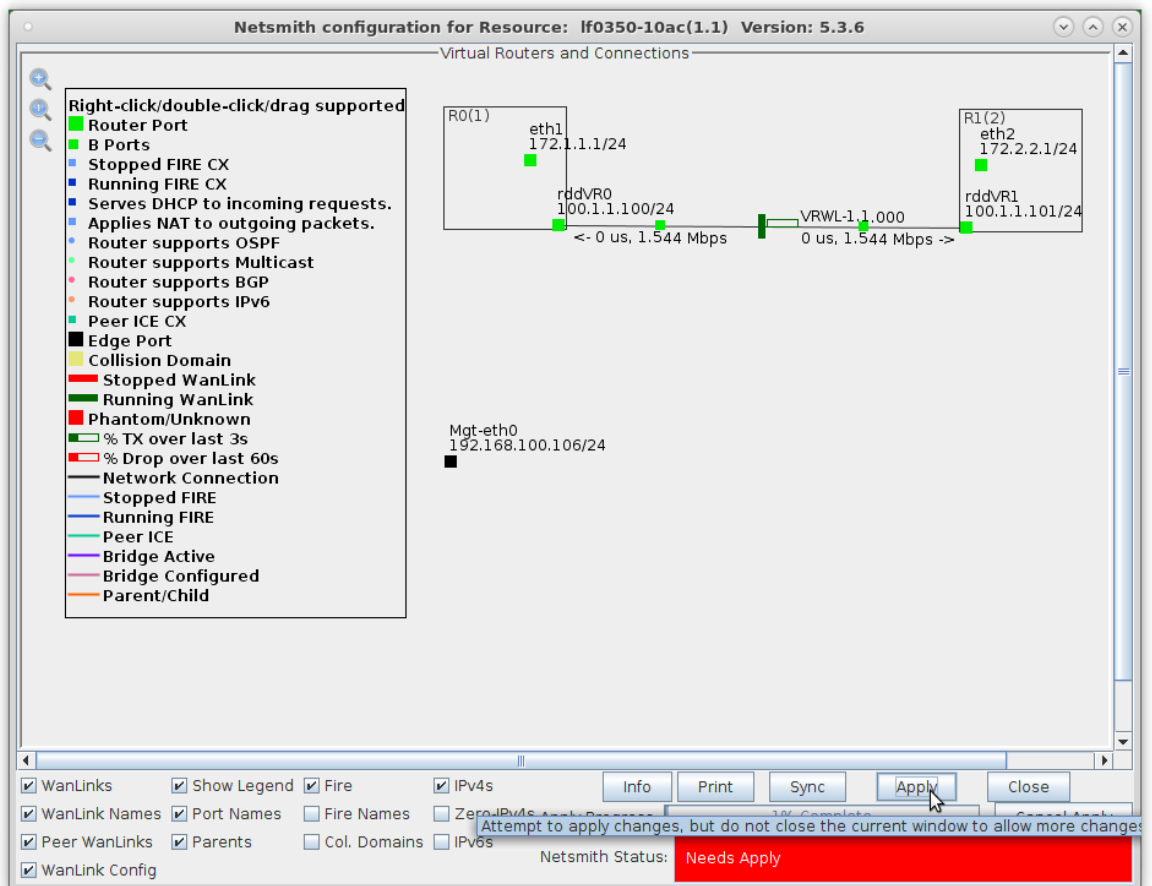 Netsmith configuration for Resource: lf0350-10ac(1.1) Version: 5.3.6
Virtual Routers and Connections
Right-click/double-click/drag supported
Router Port
B Ports
Stopped FIRE CX
Running FIRE CX
Serves DHCP to incoming requests.
Applies NAT to outgoing packets.
Router supports OSPF
Router supports Multicast
Router supports BGP
Router supports IPv6
Peer ICE CX
Edge Port
Collision Domain
Stopped WanLink
Running WanLink
Phantom/Unknown
% TX over last 3s
% Drop over last 60s
Network Connection
Stopped FIRE
Running FIRE
Peer ICE
Bridge Active
Bridge Configured
Parent/Child
R0(1)
eth1
172.1.1.1/24
rddVR0
100.1.1.100/24
<- 0 us, 1.544 Mbps
VRWL-1.1.000
0 us, 1.544 Mbps ->
R1(2)
eth2
172.2.2.1/24
rddVR1
100.1.1.101/24
Mgt-eth0
192.168.100.106/24
WanLinks
Show Legend
Fire
IPv4s
Info
Print
Sync
Apply
Close
WanLink Names
Port Names
Fire Names
Zero-IPv4s
Apply Progress
1% Complete
Cancel Apply
Attempt to apply changes, but do not close the current window to allow more changes
Peer WanLinks
Parents
Col. Domains
IPv6s
Netsmith Status:
Needs Apply
WanLink Config